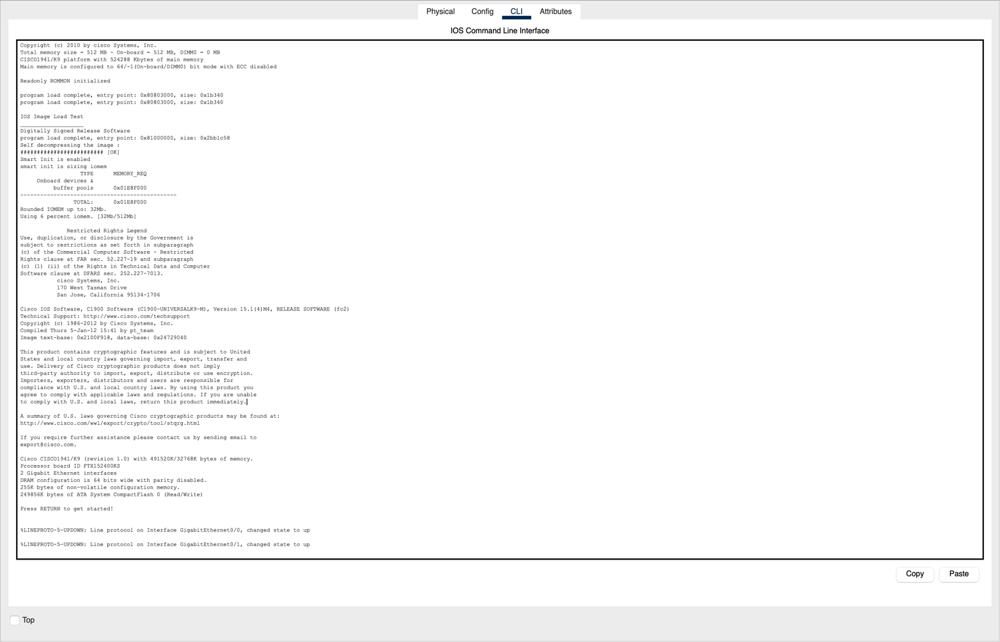 Physical Config CLI Attributes
IOS Command Line Interface
Copyright (c) 2010 by cisco Systems, Inc.
Total memory size = 512 MB - On-board = 512 MB, DIMM0 = 0 MB
CISCO1941/K9 platform with 524288 Kbytes of main memory
Main memory is configured to 64/-1(On-board/DIMM0) bit mode with ECC disabled
Readonly ROMMON initialized
program load complete, entry point: 0x80803000, size: 0x1b340
program load complete, entry point: 0x80803000, size: 0x1b340
IOS Image Load Test
___________________
Digitally Signed Release Software
program load complete, entry point: 0x81000000, size: 0x2bb1c58
Self decompressing the image :
######################### [OK]
Smart Init is enabled
smart init is sizing iomem
TYPE MEMORY_REQ
Onboard devices &
buffer pools 0x01E8F000
-----------------------------------------------
TOTAL: 0x01E8F000
Rounded IOMEM up to: 32Mb.
Using 6 percent iomem. [32Mb/512Mb]
Restricted Rights Legend
Use, duplication, or disclosure by the Government is
subject to restrictions as set forth in subparagraph
(c) of the Commercial Computer Software - Restricted
Rights clause at FAR sec. 52.227-19 and subparagraph
(c) (1) (ii) of the Rights in Technical Data and Computer
Software clause at DFARS sec. 252.227-7013.
cisco Systems, Inc.
170 West Tasman Drive
San Jose, California 95134-1706
Cisco IOS Software, C1900 Software (C1900-UNIVERSALK9-M), Version 15.1(4)M4, RELEASE SOFTWARE (fc2)
Technical Support: http://www.cisco.com/techsupport
Copyright (c) 1986-2012 by Cisco Systems, Inc.
Compiled Thurs 5-Jan-12 15:41 by pt_team
Image text-base: 0x2100F918, data-base: 0x24729040
This product contains cryptographic features and is subject to United
States and local country laws governing import, export, transfer and
use. Delivery of Cisco cryptographic products does not imply
third-party authority to import, export, distribute or use encryption.
Importers, exporters, distributors and users are responsible for
compliance with U.S. and local country laws. By using this product you
agree to comply with applicable laws and regulations. If you are unable
to comply with U.S. and local laws, return this product immediately.
A summary of U.S. laws governing Cisco cryptographic products may be found at:
http://www.cisco.com/wwl/export/crypto/tool/stqrg.html
If you require further assistance please contact us by sending email to
export@cisco.com.
Cisco CISCO1941/K9 (revision 1.0) with 491520K/32768K bytes of memory.
Processor board ID FTX152400KS
2 Gigabit Ethernet interfaces
DRAM configuration is 64 bits wide with parity disabled.
255K bytes of non-volatile configuration memory.
249856K bytes of ATA System CompactFlash 0 (Read/Write)
Press RETURN to get started!
%LINEPROTO-5-UPDOWN: Line protocol on Interface GigabitEthernet0/0, changed state to up
%LINEPROTO-5-UPDOWN: Line protocol on Interface GigabitEthernet0/1, changed state to up
Copy Paste
Top